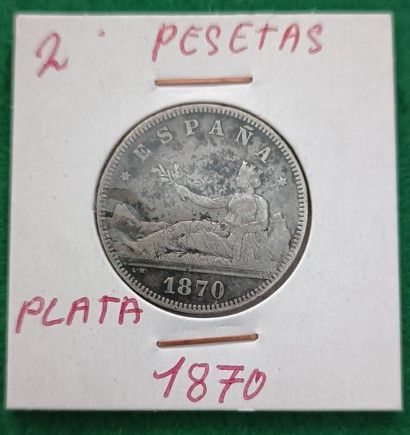 2 PESETAS
ESPAÑA
L·M·
1870
PLATA
1870